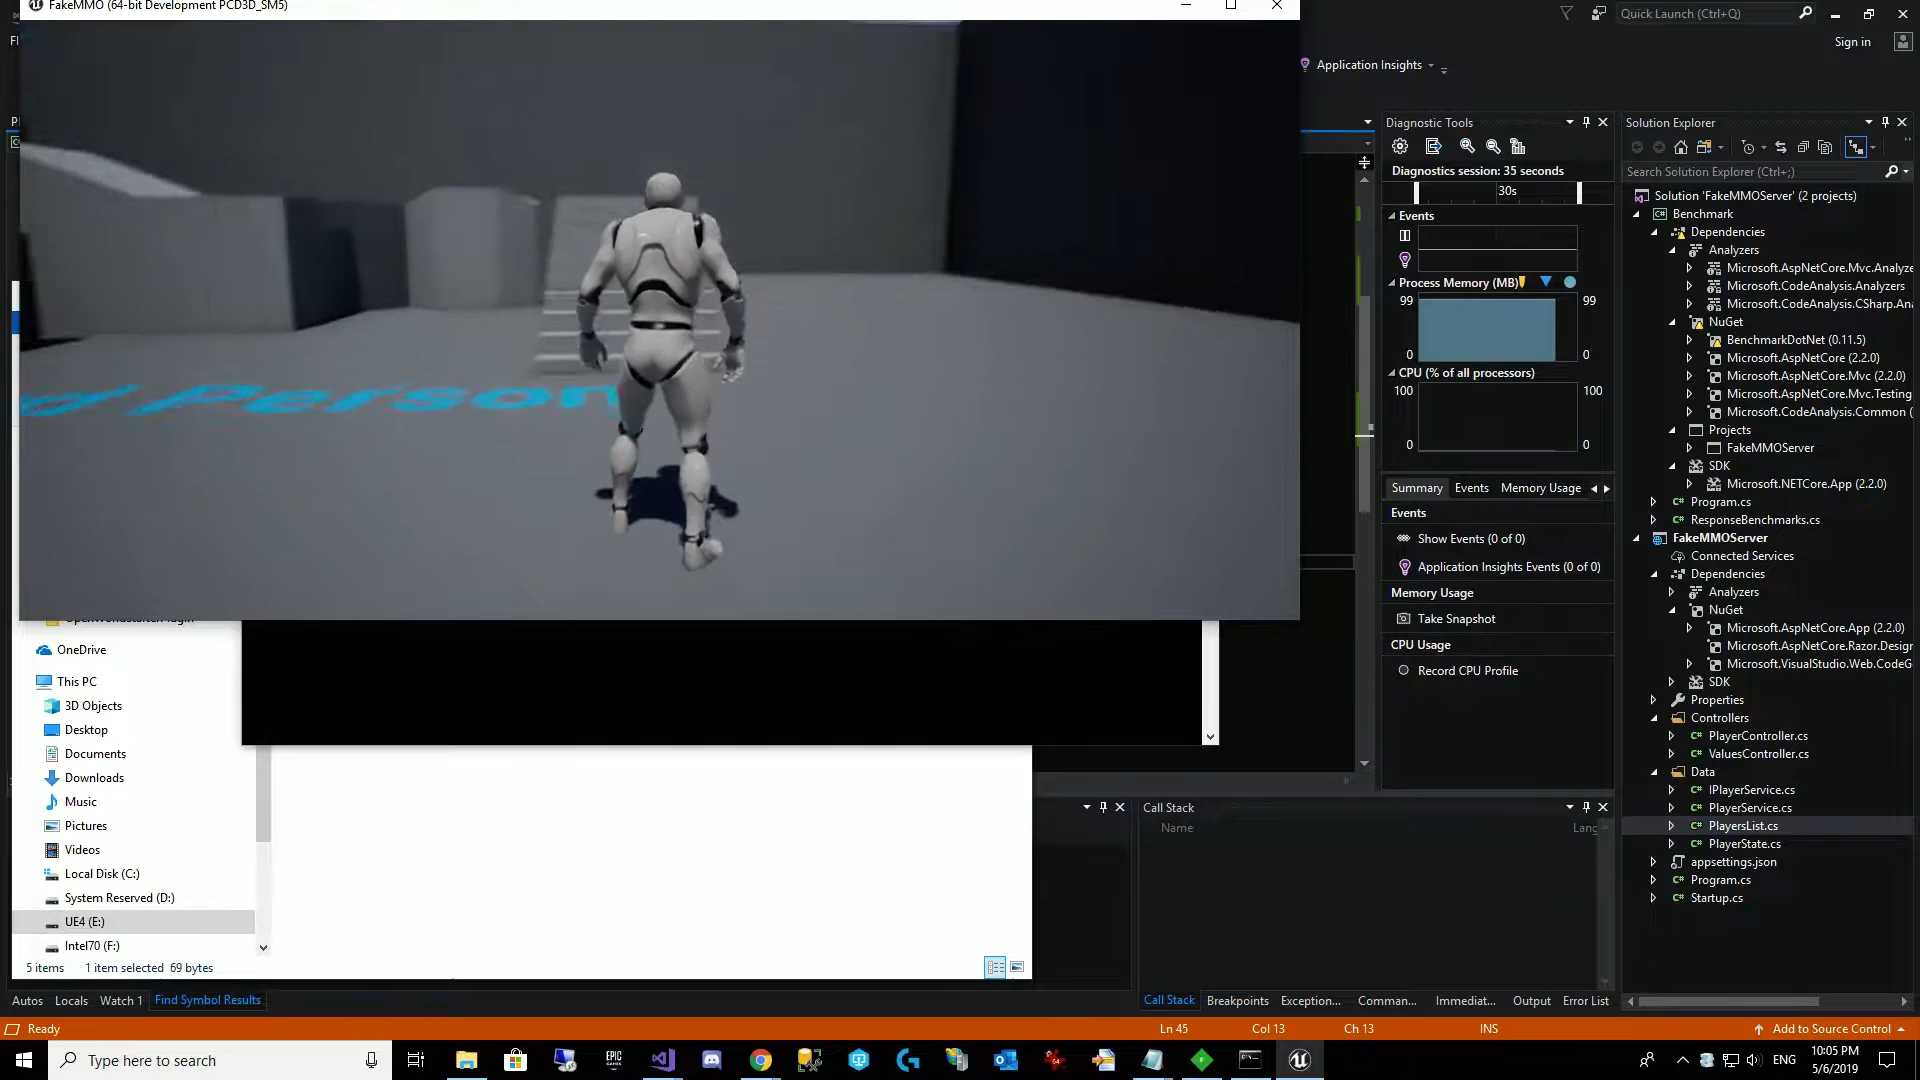 FakeMMO (64-bit Development PCD3D_SM5)
Quick Launch (Ctrl+;)
Sign in
Application Insights
Person
Diagnostic Tools
Diagnostics session: 35 seconds
30s
Events
Process Memory (MB)
99
99
0
0
CPU (% of all processors)
100
100
0
0
Summary
Events
Memory Usage
Events
Show Events (0 of 0)
Application Insights Events (0 of 0)
Memory Usage
Take Snapshot
CPU Usage
Record CPU Profile
Solution Explorer
Search Solution Explorer (Ctrl+;)
Solution 'FakeMMOServer' (2 projects)
Benchmark
Dependencies
Analyzers
Microsoft.AspNetCore.Mvc.Analyze
Microsoft.CodeAnalysis.Analyzers
Microsoft.CodeAnalysis.CSharp.An
NuGet
BenchmarkDotNet (0.11.5)
Microsoft.AspNetCore (2.2.0)
Microsoft.AspNetCore.Mvc (2.2.0)
Microsoft.AspNetCore.Mvc.Testing
Microsoft.CodeAnalysis.Common (
Projects
FakeMMOServer
SDK
Microsoft.NETCore.App (2.2.0)
C# Program.cs
C# ResponseBenchmarks.cs
FakeMMOServer
Connected Services
Dependencies
Analyzers
NuGet
Microsoft.AspNetCore.App (2.2.0)
Microsoft.AspNetCore.Razor.Design
Microsoft.VisualStudio.Web.CodeG
SDK
Properties
Controllers
C# PlayerController.cs
C# ValuesController.cs
Data
C# IPlayerService.cs
C# PlayerService.cs
C# PlayersList.cs
C# PlayerState.cs
appsettings.json
C# Program.cs
C# Startup.cs
OneDrive
This PC
3D Objects
Desktop
Documents
Downloads
Music
Pictures
Videos
Local Disk (C:)
System Reserved (D:)
UE4 (E:)
Intel70 (F:)
5 items 1 item selected 69 bytes
Call Stack
Name
Lang
Autos Locals Watch 1 Find Symbol Results
Call Stack Breakpoints Exception... Comman... Immediat... Output Error List
Ready
Ln 45
Col 13
Ch 13
INS
Add to Source Control
Type here to search
EPIC GAMES
64
ENG
10:05 PM
5/6/2019